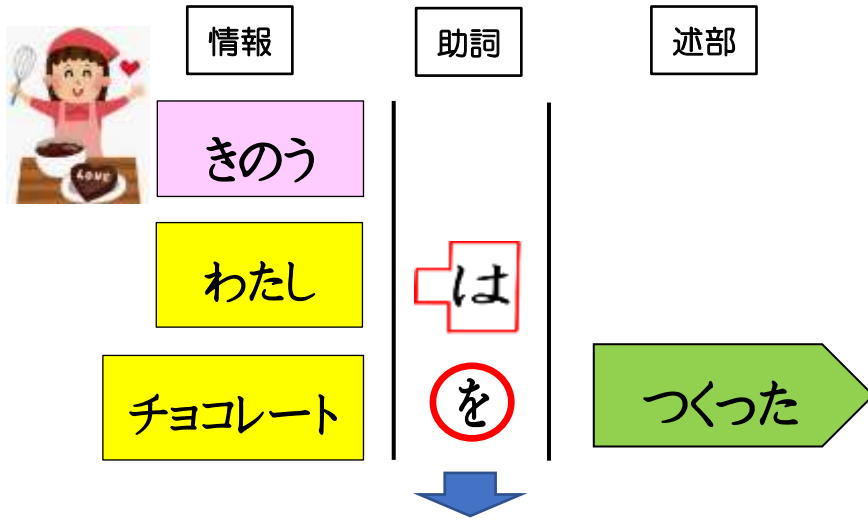 情報 助詞 述部
きのう
わたし は
チョコレート を つくった
LOVE